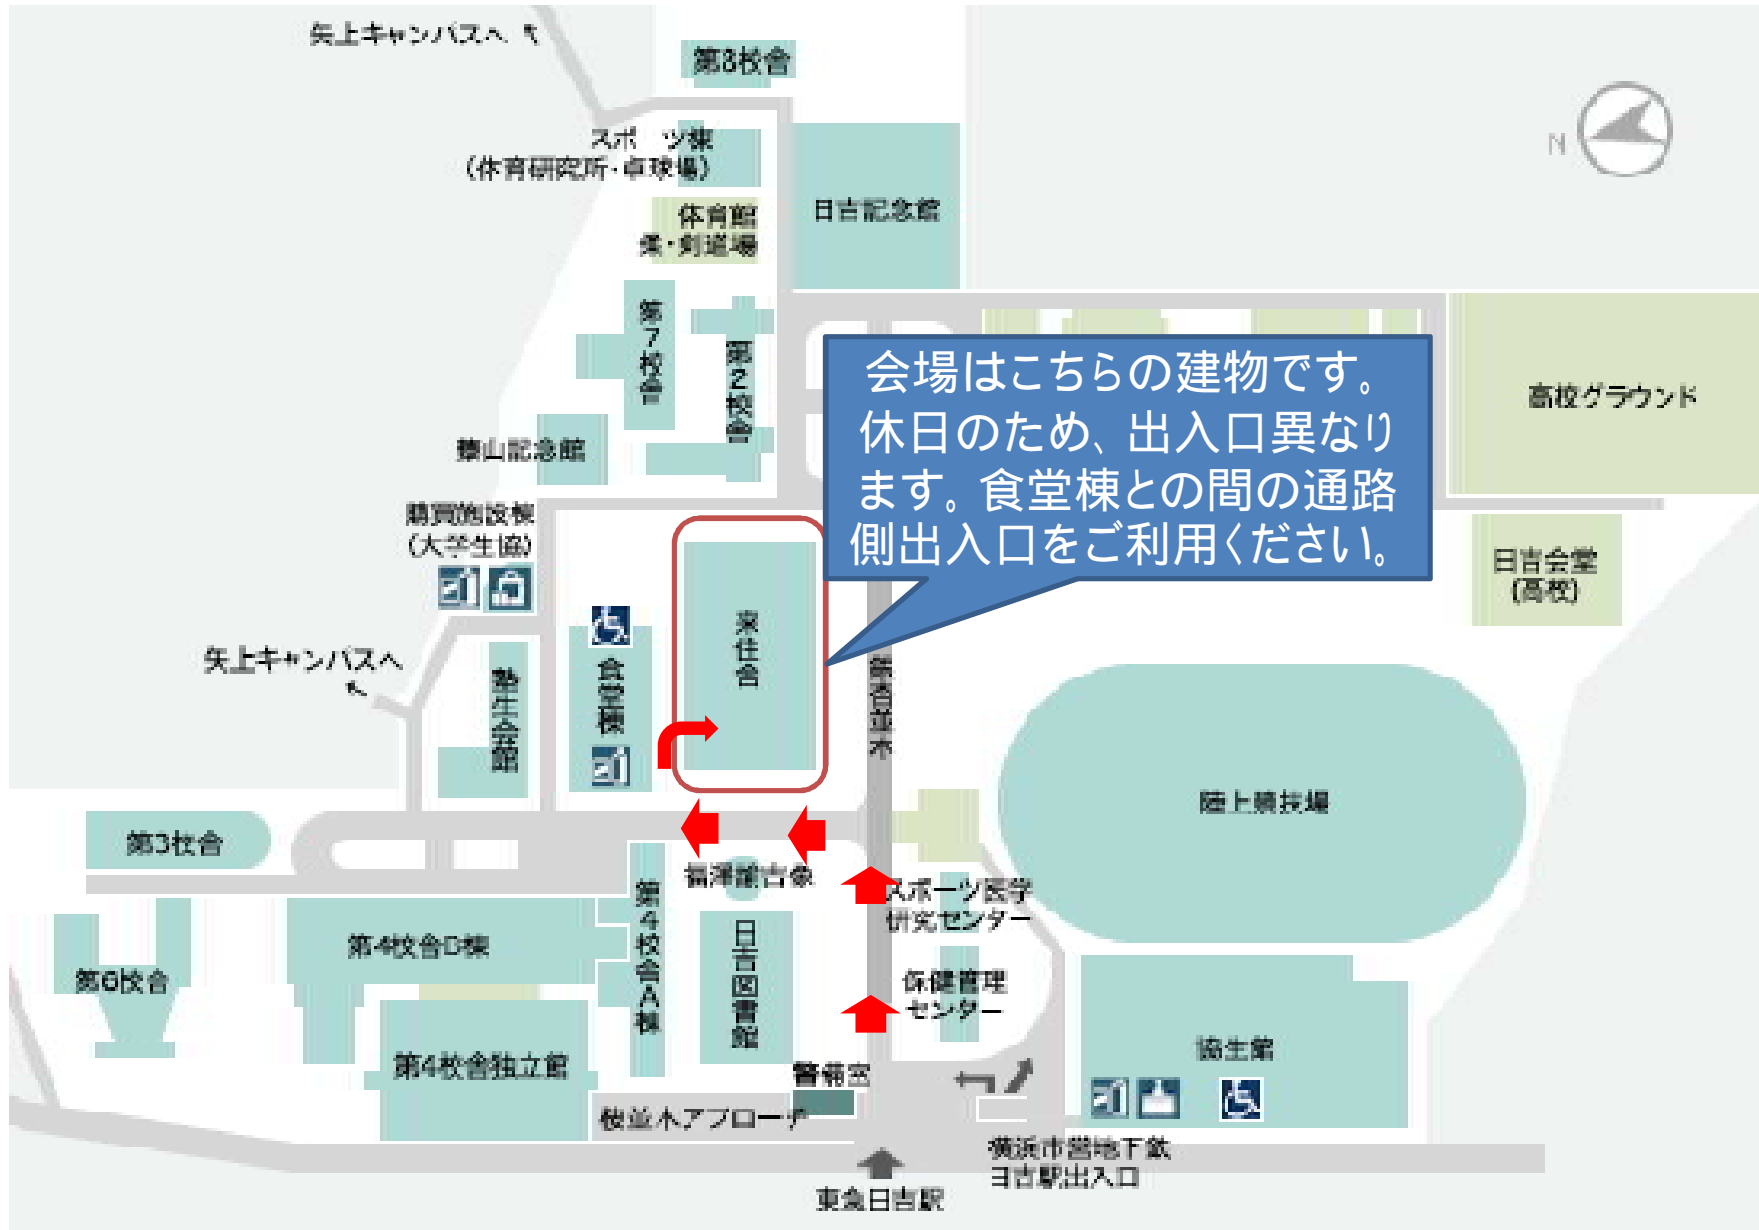 矢上キャンパスへ
第8校舎
スポーツ棟
(体育研究所・卓球場)
N
体育館
柔・剣道場
日吉記念館
第7校舎
第2校舎
会場はこちらの建物です。
休日のため、出入口異なり
ます。食堂棟との間の通路
側出入口をご利用ください。
高校グラウンド
藤山記念館
購買施設棟
(大学生協)
日吉会堂
(高校)
矢上キャンパスへ
塾生会館
食堂棟
来往舎
銀杏並木
陸上競技場
第3校舎
福澤諭吉像
スポーツ医学
研究センター
第6校舎
第4校舎B棟
第4校舎A棟
日吉図書館
保健管理
センター
第4校舎独立館
協生館
警備室
桜並木アプローチ
横浜市営地下鉄
日吉駅出入口
東急日吉駅